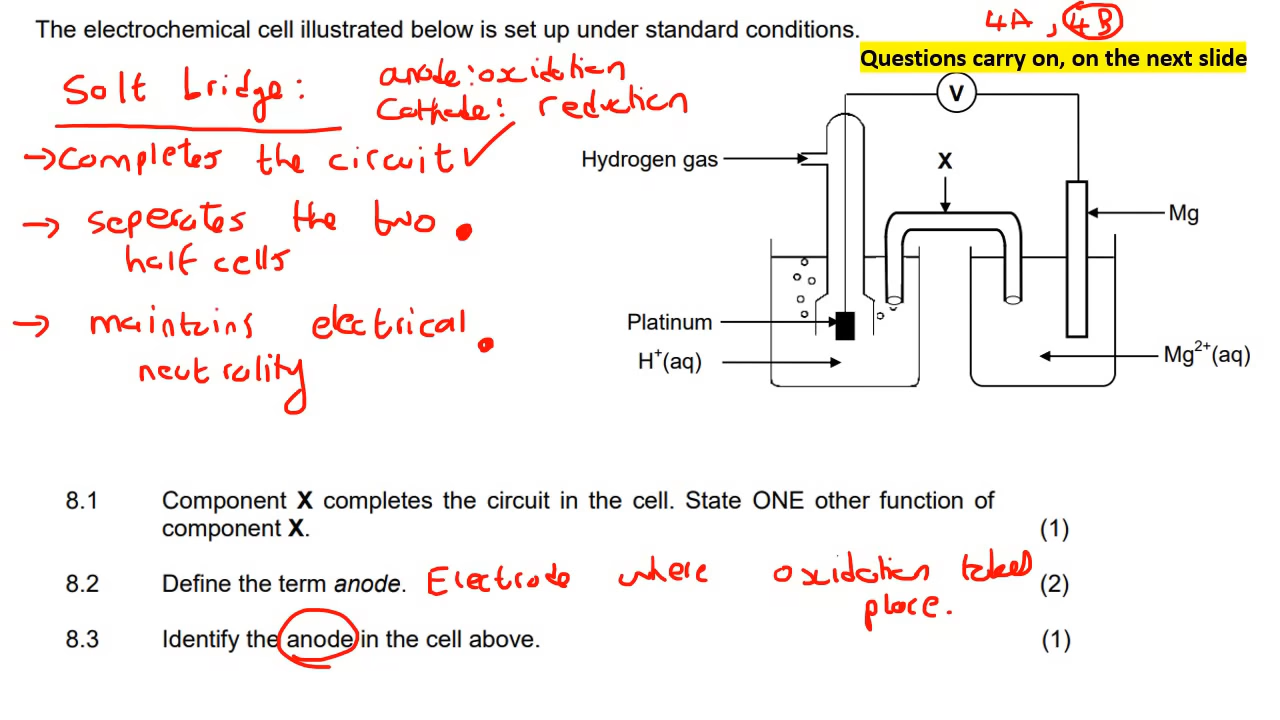 The electrochemical cell illustrated below is set up under standard conditions.
4A , 4B
Questions carry on, on the next slide
Salt bridge:
anode: oxidation
Cathode: reduction
→ completes the circuit ✓
→ seperates the two
half cells
→ maintains electrical
neutrality
V
Hydrogen gas
X
Mg
Platinum
H⁺(aq)
Mg²⁺(aq)
8.1 Component X completes the circuit in the cell. State ONE other function of
component X. (1)
8.2 Define the term anode. Electrode where oxidation takes (2)
place.
8.3 Identify the anode in the cell above. (1)